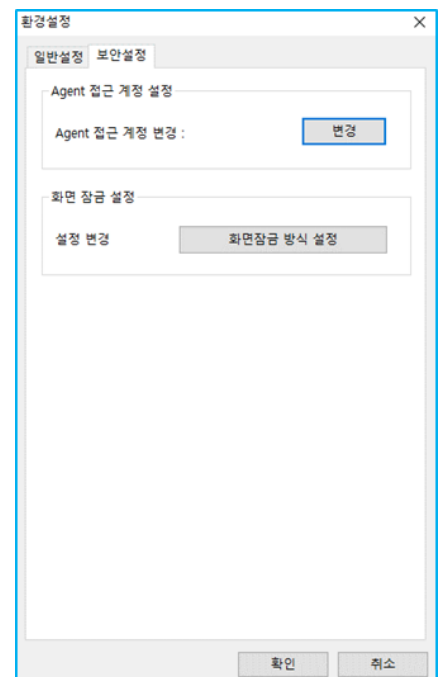 환경설정
일반설정 보안설정
Agent 접근 계정 설정
Agent 접근 계정 변경 : 변경
화면 잠금 설정
설정 변경 화면잠금 방식 설정
확인 취소